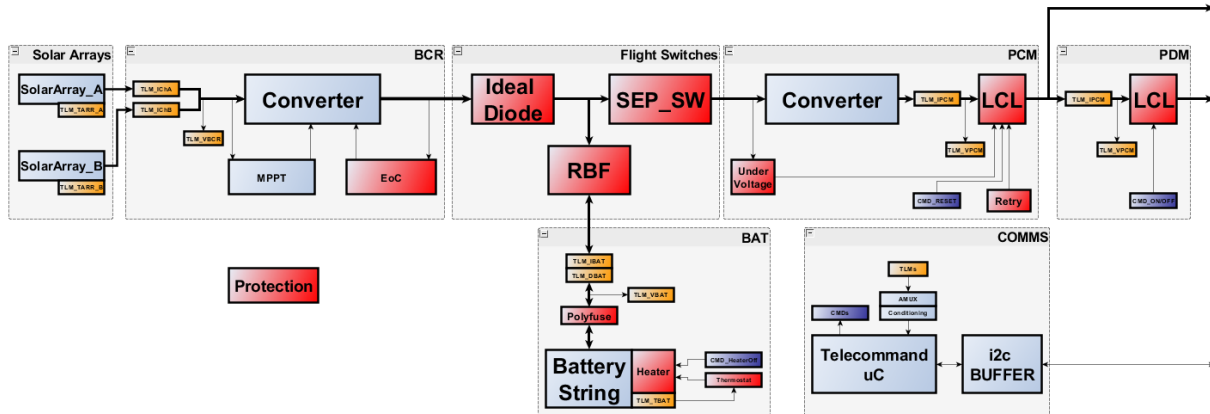 Solar Arrays
SolarArray_A
TLM_TARR_A
SolarArray_B
TLM_TARR_B
BCR
TLM_IChA
TLM_IChB
TLM_VBCR
Converter
MPPT
EoC
Flight Switches
Ideal
Diode
SEP_SW
RBF
PCM
Converter
TLM_IPCM
TLM_VPCM
LCL
Under
Voltage
CMD_RESET
Retry
PDM
TLM_IPCM
TLM_VPCM
LCL
CMD_ON/OFF
Protection
BAT
TLM_IBAT
TLM_DBAT
TLM_VBAT
Polyfuse
Battery
String
Heater
TLM_TBAT
CMD_HeaterOff
Thermostat
COMMS
TLMs
AMUX
Conditioning
CMDs
Telecommand
uC
i2c
BUFFER